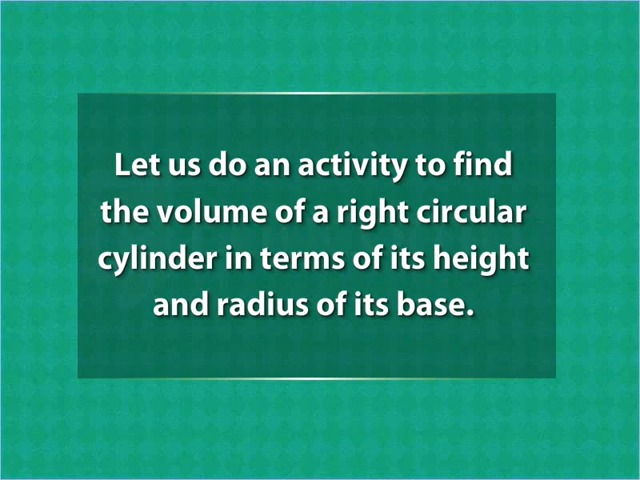 Let us do an activity to find
the volume of a right circular
cylinder in terms of its height
and radius of its base.